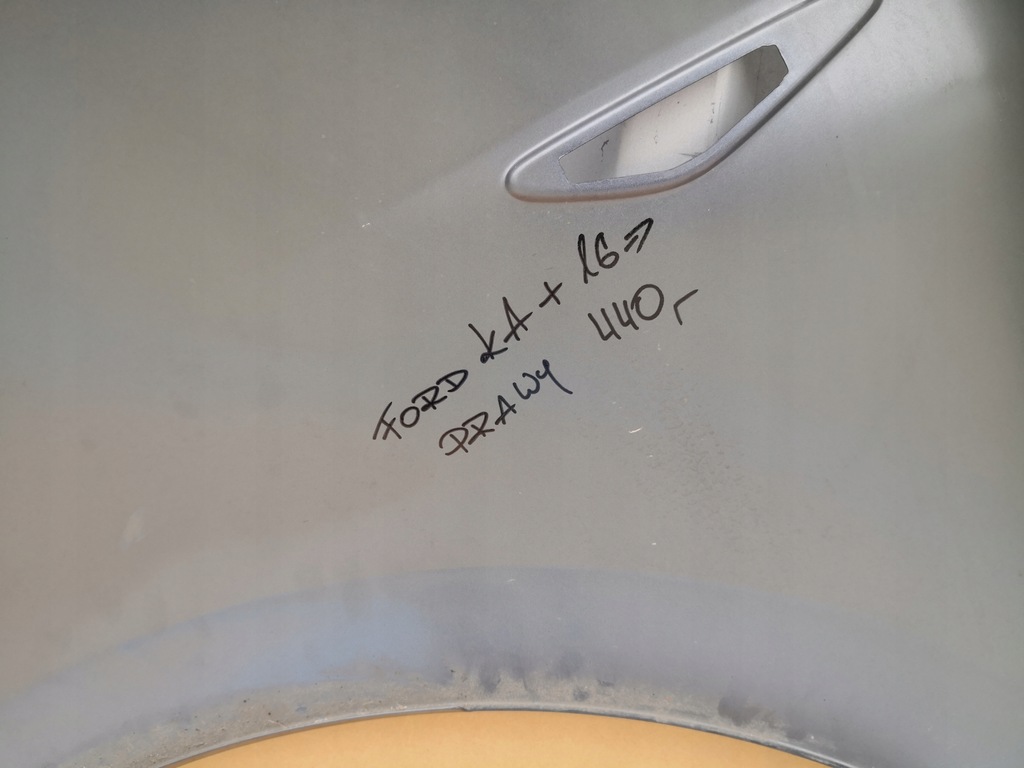 FORD KA + 16=>
PRAWY 440,-